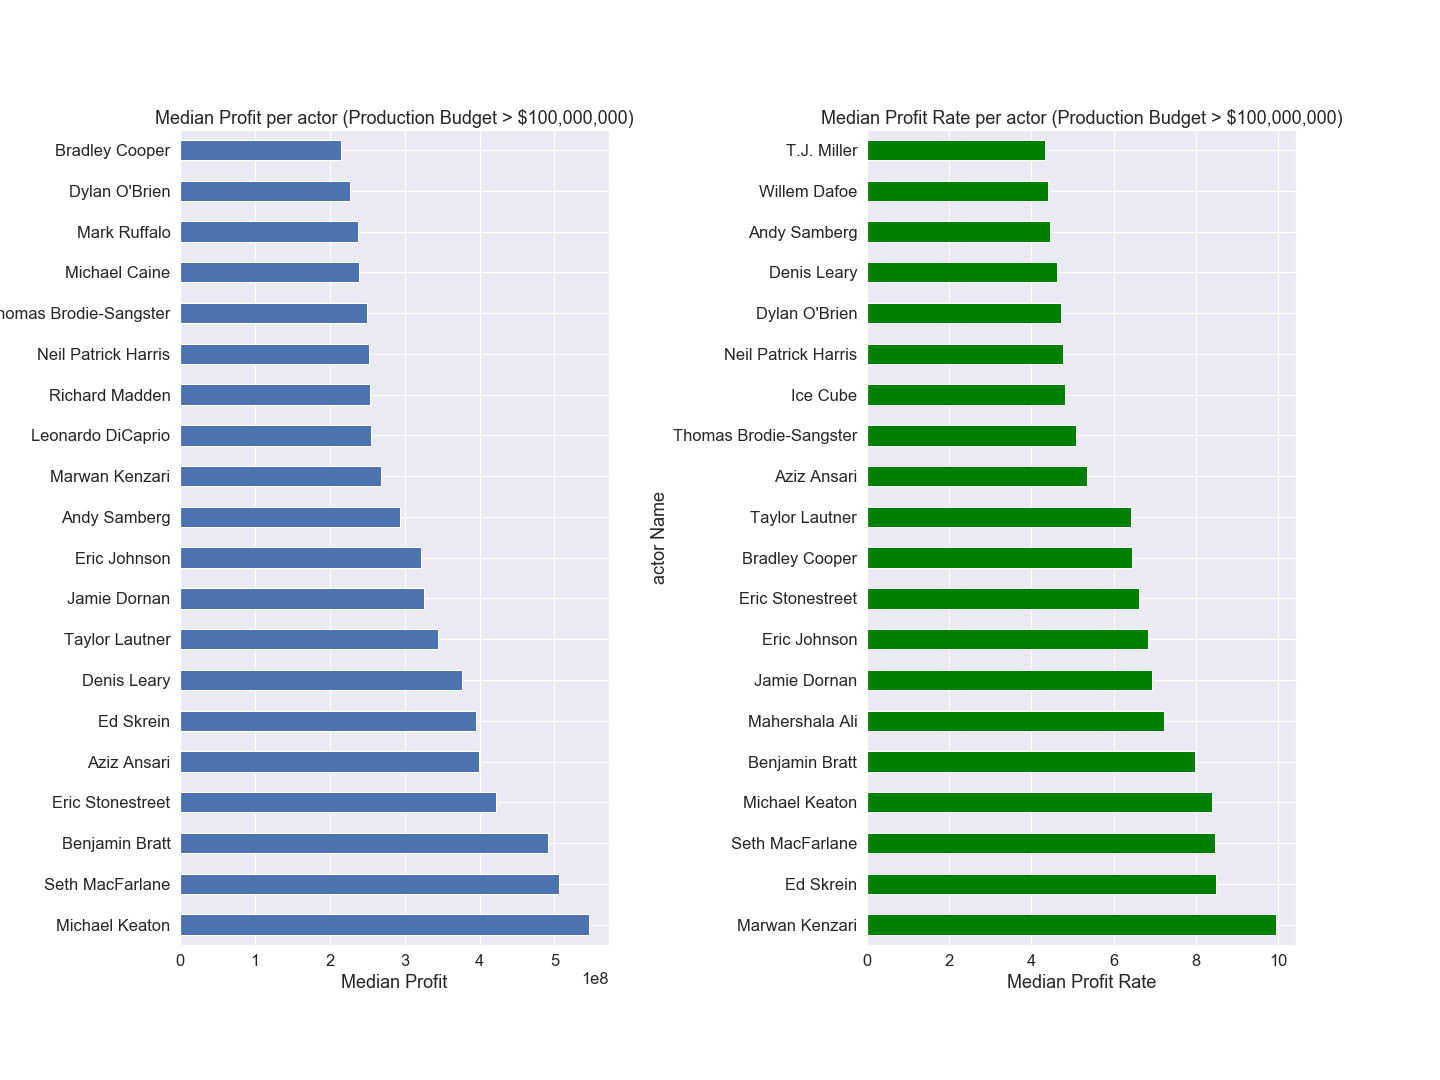 Median Profit per actor (Production Budget > $100,000,000)
Bradley Cooper
Dylan O'Brien
Mark Ruffalo
Michael Caine
homas Brodie-Sangster
Neil Patrick Harris
Richard Madden
Leonardo DiCaprio
Marwan Kenzari
Andy Samberg
Eric Johnson
Jamie Dornan
Taylor Lautner
Denis Leary
Ed Skrein
Aziz Ansari
Eric Stonestreet
Benjamin Bratt
Seth MacFarlane
Michael Keaton
0 1 2 3 4 5
1e8
Median Profit
Median Profit Rate per actor (Production Budget > $100,000,000)
actor Name
T.J. Miller
Willem Dafoe
Andy Samberg
Denis Leary
Dylan O'Brien
Neil Patrick Harris
Ice Cube
Thomas Brodie-Sangster
Aziz Ansari
Taylor Lautner
Bradley Cooper
Eric Stonestreet
Eric Johnson
Jamie Dornan
Mahershala Ali
Benjamin Bratt
Michael Keaton
Seth MacFarlane
Ed Skrein
Marwan Kenzari
0 2 4 6 8 10
Median Profit Rate